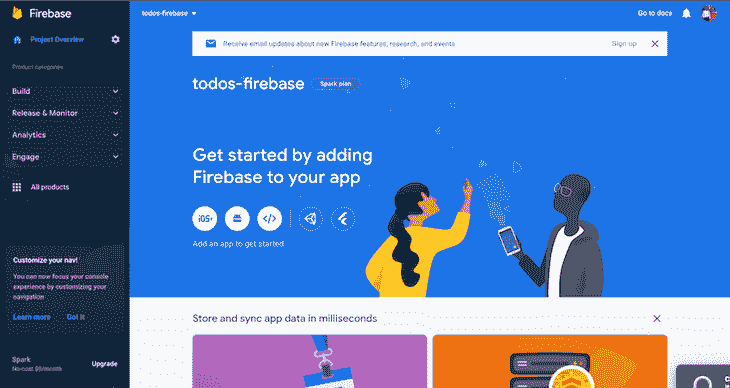 Firebase
todos-firebase
Go to docs
Project Overview
Receive email updates about new Firebase features, research, and events
Sign up
Product categories
todos-firebase
Spark plan
Build
Release & Monitor
Analytics
Engage
All products
Get started by adding
Firebase to your app
iOS+
Add an app to get started
Customize your nav!
You can now focus your console
experience by customizing your
navigation
Learn more
Got it
Store and sync app data in milliseconds
Spark
No-cost $0/month
Upgrade